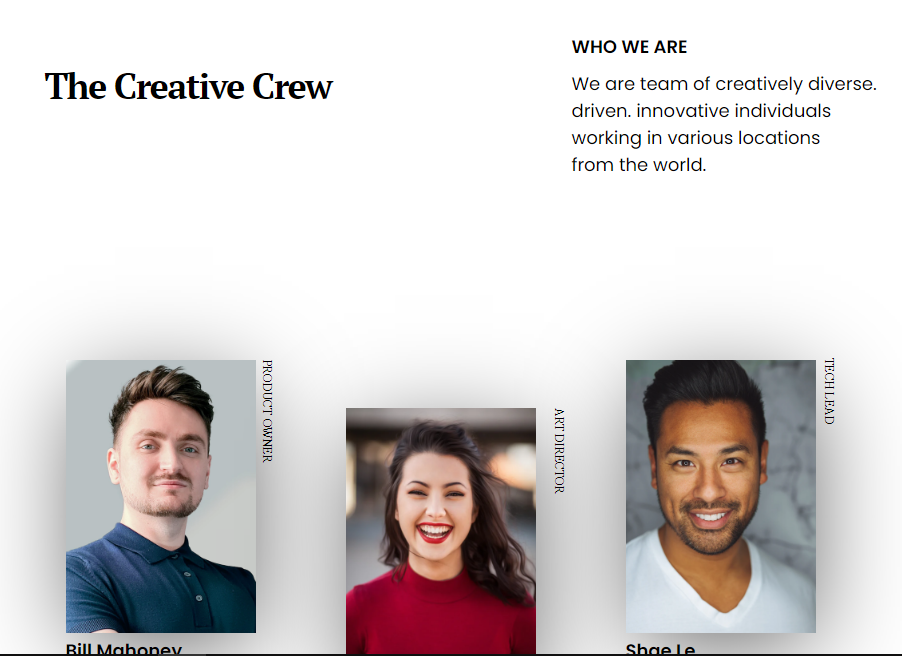 The Creative Crew
WHO WE ARE
We are team of creatively diverse.
driven. innovative individuals
working in various locations
from the world.
PRODUCT OWNER
ART DIRECTOR
TECH LEAD
Bill Mahoney
Shae Le